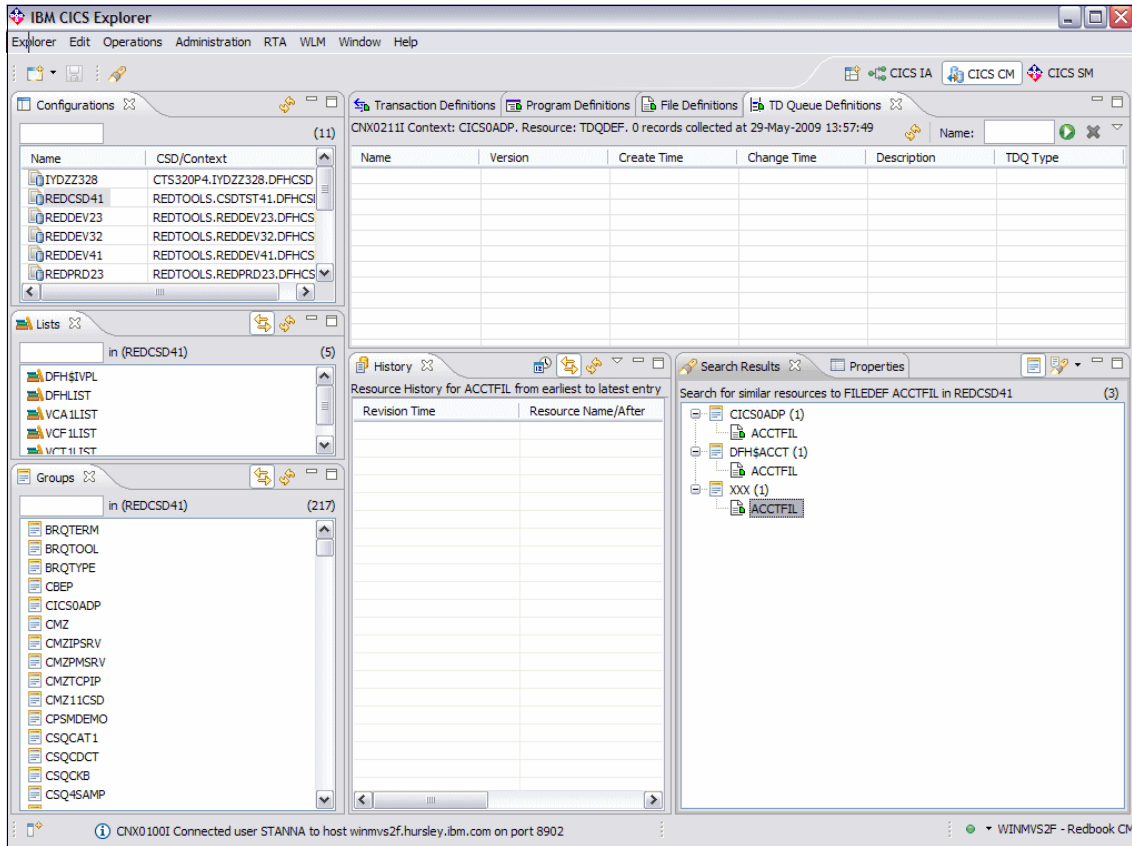 IBM CICS Explorer
Explorer Edit Operations Administration RTA WLM Window Help
CICS IA CICS CM CICS SM
Configurations
(11)
Name CSD/Context
IYDZZ328 CTS320P4.IYDZZ328.DFHCSD
REDCSD41 REDTOOLS.CSDTST41.DFHCSI
REDDEV23 REDTOOLS.REDDEV23.DFHCS
REDDEV32 REDTOOLS.REDDEV32.DFHCS
REDDEV41 REDTOOLS.REDDEV41.DFHCS
REDPRD23 REDTOOLS.REDPRD23.DFHCS
Lists
in (REDCSD41) (5)
DFH$IVPL
DFHLIST
VCA1LIST
VCF1LIST
VCT1LIST
Groups
in (REDCSD41) (217)
BRQTERM
BRQTOOL
BRQTYPE
CBEP
CICS0ADP
CMZ
CMZIPSRV
CMZPMSRV
CMZTCPIP
CMZ11CSD
CPSMDEMO
CSQCAT1
CSQCDCT
CSQCKB
CSQ4SAMP
Transaction Definitions Program Definitions File Definitions TD Queue Definitions
CNX0211I Context: CICS0ADP. Resource: TDQDEF. 0 records collected at 29-May-2009 13:57:49 Name:
Name Version Create Time Change Time Description TDQ Type
History
Resource History for ACCTFIL from earliest to latest entry
Revision Time Resource Name/After
Search Results Properties
Search for similar resources to FILEDEF ACCTFIL in REDCSD41 (3)
CICS0ADP (1)
ACCTFIL
DFH$ACCT (1)
ACCTFIL
XXX (1)
ACCTFIL
CNX0100I Connected user STANNA to host winmvs2f.hursley.ibm.com on port 8902
WINMVS2F - Redbook CM